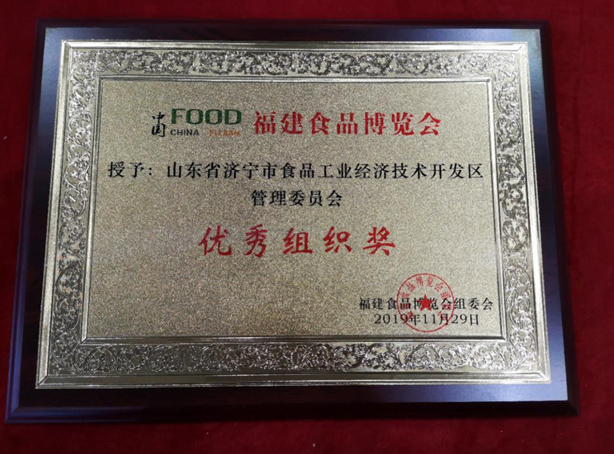 FOOD
CHINA FUJIAN
福建食品博览会
授予：山东省济宁市食品工业经济技术开发区
管理委员会
优秀组织奖
福建食品博览会组委会
2019年11月29日